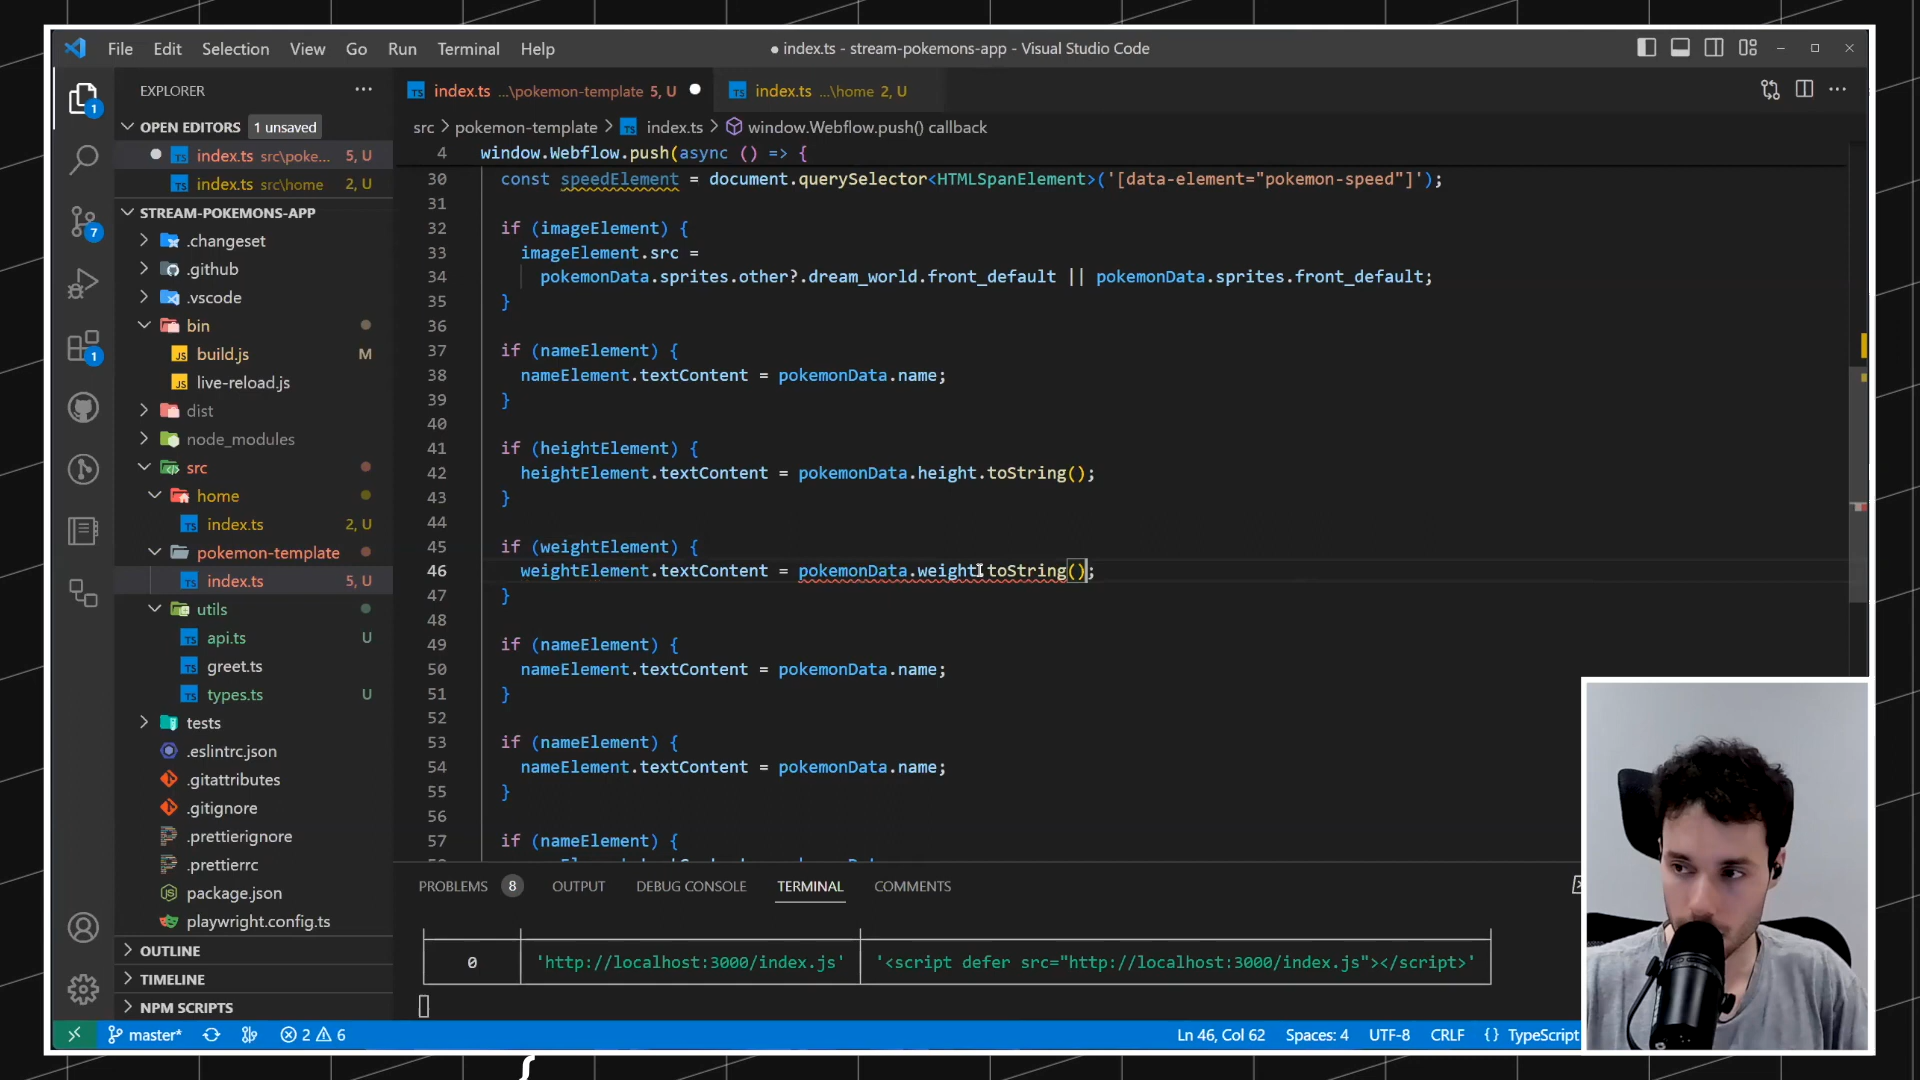 File Edit Selection View Go Run Terminal Help
● index.ts - stream-pokemons-app - Visual Studio Code
EXPLORER
index.ts ...\pokemon-template 5, U
index.ts ...\home 2, U
OPEN EDITORS 1 unsaved
index.ts src\poke... 5, U
index.ts src\home 2, U
STREAM-POKEMONS-APP
.changeset
.github
.vscode
bin
build.js M
live-reload.js
dist
node_modules
src
home
index.ts 2, U
pokemon-template
index.ts 5, U
utils
api.ts U
greet.ts
types.ts U
tests
.eslintrc.json
.gitattributes
.gitignore
.prettierignore
.prettierrc
package.json
playwright.config.ts
OUTLINE
TIMELINE
NPM SCRIPTS
1
7
1
src > pokemon-template > index.ts > window.Webflow.push() callback
4 window.Webflow.push(async () => {
30 const speedElement = document.querySelector<HTMLSpanElement>('[data-element="pokemon-speed"]');
31
32 if (imageElement) {
33 imageElement.src =
34 pokemonData.sprites.other?.dream_world.front_default || pokemonData.sprites.front_default;
35 }
36
37 if (nameElement) {
38 nameElement.textContent = pokemonData.name;
39 }
40
41 if (heightElement) {
42 heightElement.textContent = pokemonData.height.toString();
43 }
44
45 if (weightElement) {
46 weightElement.textContent = pokemonData.weight.toString();
47 }
48
49 if (nameElement) {
50 nameElement.textContent = pokemonData.name;
51 }
52
53 if (nameElement) {
54 nameElement.textContent = pokemonData.name;
55 }
56
57 if (nameElement) {
PROBLEMS 8 OUTPUT DEBUG CONSOLE TERMINAL COMMENTS
0 'http://localhost:3000/index.js' '<script defer src="http://localhost:3000/index.js"></script>'
master* 2 6
Ln 46, Col 62 Spaces: 4 UTF-8 CRLF {} TypeScript
{